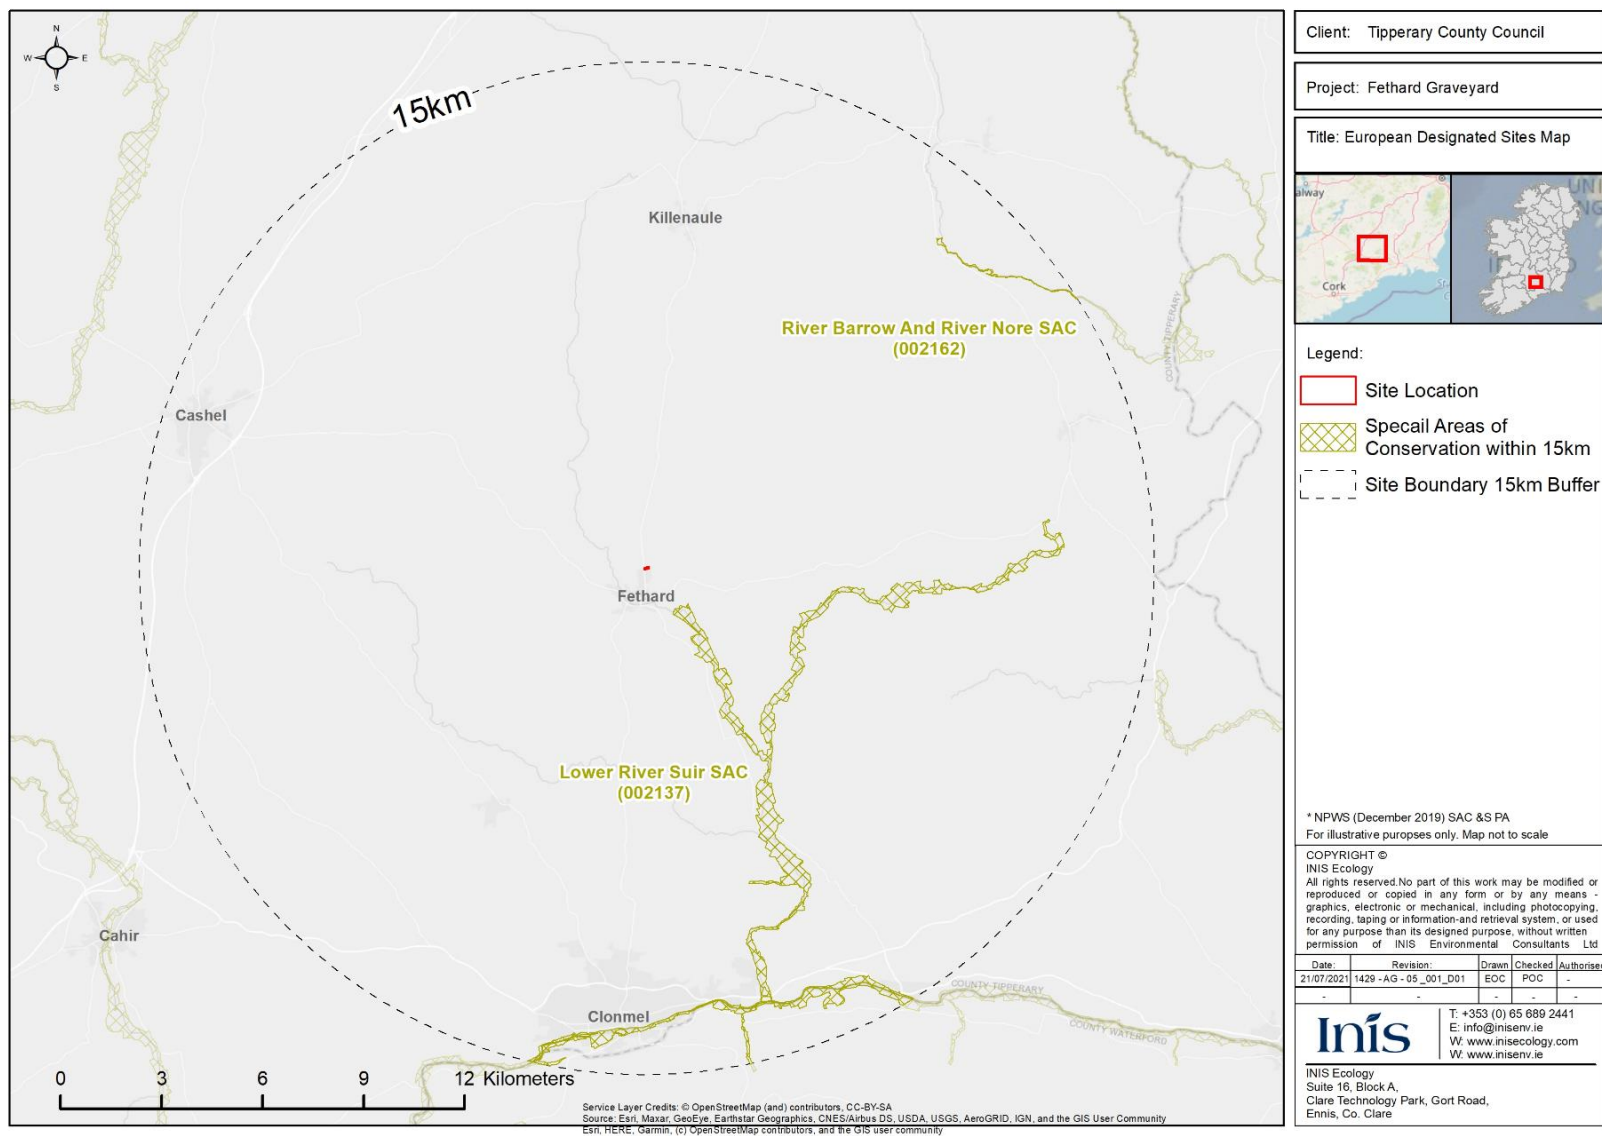 N
W
E
S
15km
Killenaule
River Barrow And River Nore SAC
(002162)
COUNTY TIPPERARY
Cashel
Fethard
Lower River Suir SAC
(002137)
Cahir
Clonmel
COUNTY TIPPERARY
COUNTY WATERFORD
0 3 6 9 12 Kilometers
Service Layer Credits: © OpenStreetMap (and) contributors, CC-BY-SA
Source: Esri, Maxar, GeoEye, Earthstar Geographics, CNES/Airbus DS, USDA, USGS, AeroGRID, IGN, and the GIS User Community
Esri, HERE, Garmin, (c) OpenStreetMap contributors, and the GIS user community
Client: Tipperary County Council
Project: Fethard Graveyard
Title: European Designated Sites Map
alway
Cork
UNI
NG
Legend:
Site Location
Specail Areas of
Conservation within 15km
Site Boundary 15km Buffer
* NPWS (December 2019) SAC &S PA
For illustrative puropses only. Map not to scale
COPYRIGHT ©
INIS Ecology
All rights reserved.No part of this work may be modified or
reproduced or copied in any form or by any means -
graphics, electronic or mechanical, including photocopying,
recording, taping or information-and retrieval system, or used
for any purpose than its designed purpose, without written
permission of INIS Environmental Consultants Ltd
Date: Revision: Drawn Checked Authorised
21/07/2021 1429 - AG - 05 _001_D01 EOC POC -
- - - - -
Inís
T: +353 (0) 65 689 2441
E: info@inisenv.ie
W: www.inisecology.com
W: www.inisenv.ie
INIS Ecology
Suite 16, Block A,
Clare Technology Park, Gort Road,
Ennis, Co. Clare